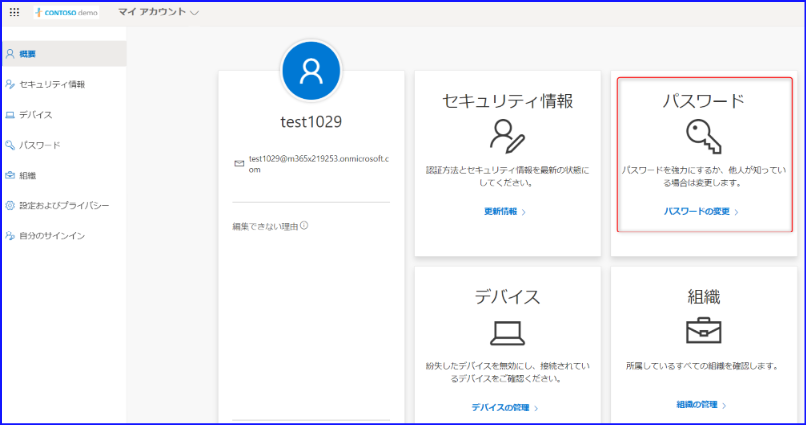 CONTOSO demo
マイ アカウント
概要
セキュリティ情報
デバイス
パスワード
組織
設定およびプライバシー
自分のサインイン
test1029
test1029@m365x219253.onmicrosoft.c
om
編集できない理由
セキュリティ情報
認証方法とセキュリティ情報を最新の状態に
してください。
更新情報
パスワード
パスワードを強力にするか、他人が知ってい
る場合は変更します。
パスワードの変更
デバイス
紛失したデバイスを無効にし、接続されてい
るデバイスをご確認ください。
デバイスの管理
組織
所属しているすべての組織を確認します。
組織の管理